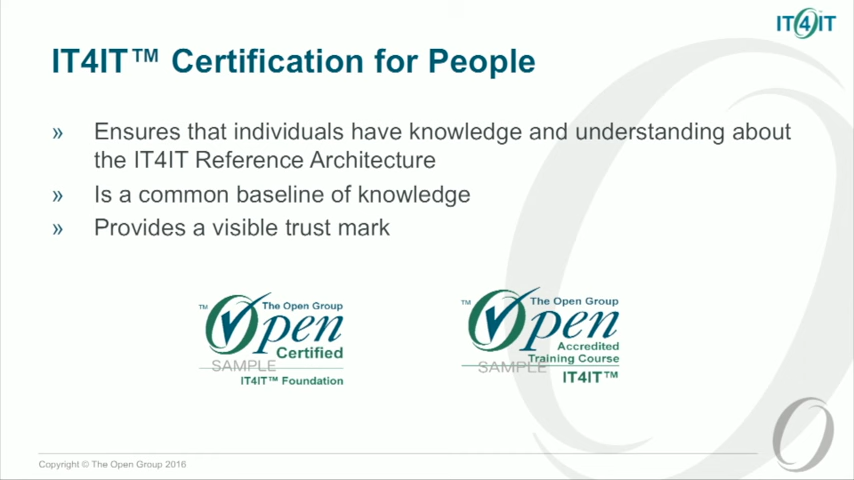 IT4IT
IT4IT™ Certification for People
» Ensures that individuals have knowledge and understanding about
the IT4IT Reference Architecture
» Is a common baseline of knowledge
» Provides a visible trust mark
™ The Open Group
Open
Certified
SAMPLE
IT4IT™ Foundation
™ The Open Group
Open
Accredited
Training Course
SAMPLE
IT4IT™
Copyright © The Open Group 2016